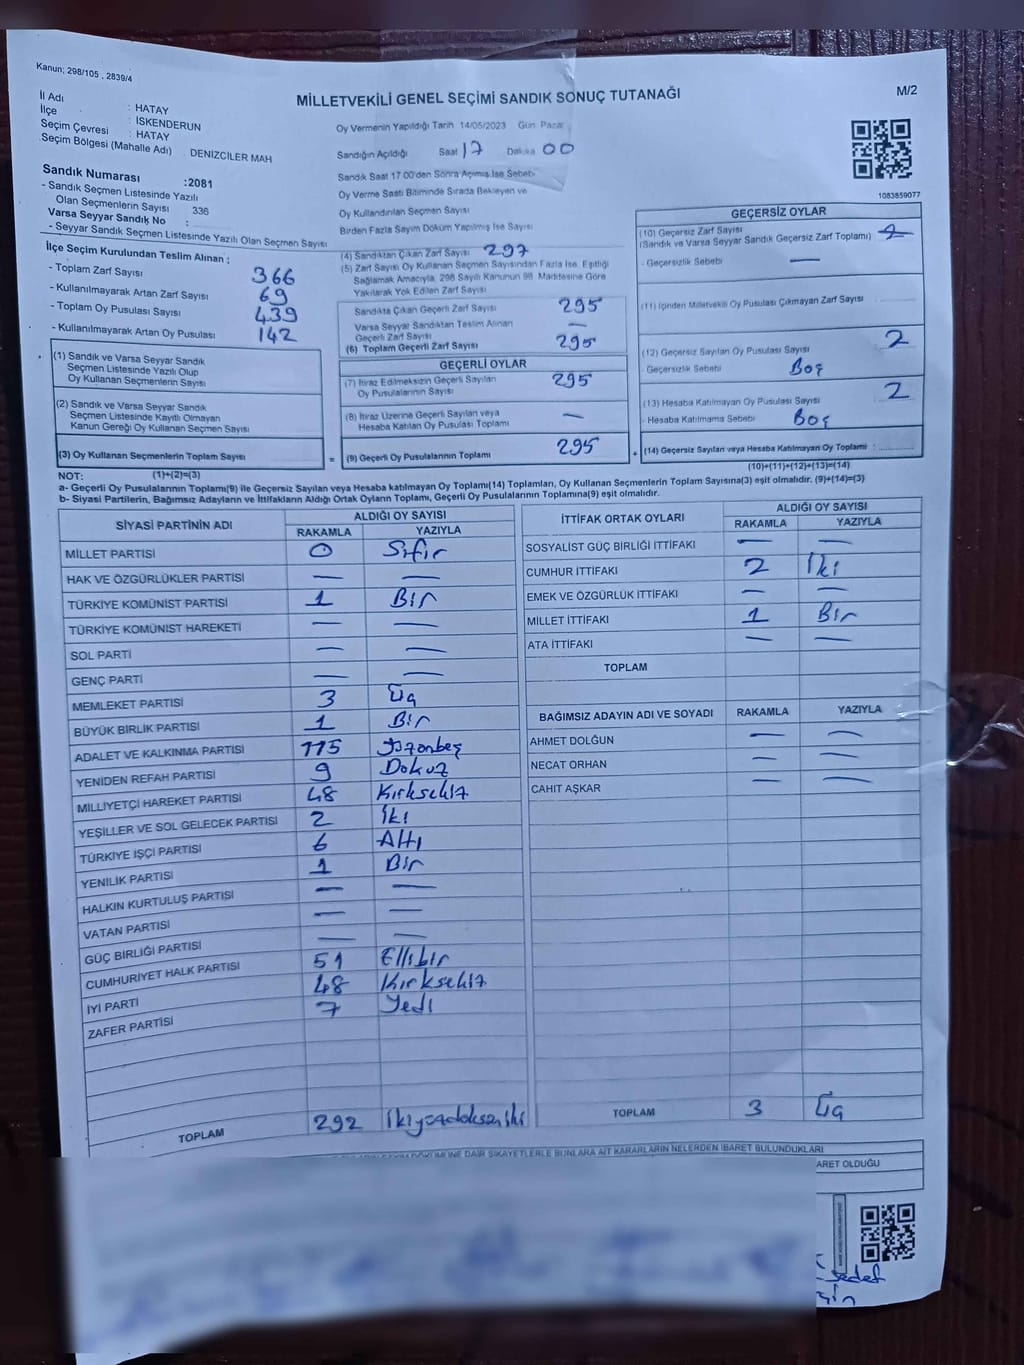 Kanun; 298/105 , 2839/4
MİLLETVEKİLİ GENEL SEÇİMİ SANDIK SONUÇ TUTANAĞI
M/2
İl Adı : HATAY
İlçe : İSKENDERUN
Seçim Çevresi : HATAY
Seçim Bölgesi (Mahalle Adı) DENİZCİLER MAH
Sandık Numarası :2081
- Sandık Seçmen Listesinde Yazılı
Olan Seçmenlerin Sayısı 336
Varsa Seyyar Sandık No :
- Seyyar Sandık Seçmen Listesinde Yazılı Olan Seçmen Sayısı
Oy Vermenin Yapıldığı Tarih 14/05/2023 Gün Pazar
Sandığın Açıldığı Saat 17 Dakika 00
Sandık Saat 17.00'den Sonra Açılmış İse Sebebi
Oy Verme Saati Bitiminde Sırada Bekleyen ve
Oy Kullandırılan Seçmen Sayısı
Birden Fazla Sayım Döküm Yapılmış İse Sayısı
1083859077
İlçe Seçim Kurulundan Teslim Alınan ;
- Toplam Zarf Sayısı 366
- Kullanılmayarak Artan Zarf Sayısı 69
- Toplam Oy Pusulası Sayısı 439
- Kullanılmayarak Artan Oy Pusulası 142
(4) Sandıktan Çıkan Zarf Sayısı 297
(5) Zarf Sayısı Oy Kullanan Seçmen Sayısından Fazla İse, Eşitliği
Sağlamak Amacıyla, 298 Sayılı Kanunun 98. Maddesine Göre
Yakılarak Yok Edilen Zarf Sayısı
Sandıkta Çıkan Geçerli Zarf Sayısı 295
Varsa Seyyar Sandıktan Teslim Alınan
Geçerli Zarf Sayısı —
(6) Toplam Geçerli Zarf Sayısı 295
GEÇERLİ OYLAR
(7) İtiraz Edilmeksizin Geçerli Sayılan
Oy Pusulalarının Sayısı 295
(8) İtiraz Üzerine Geçerli Sayılan veya
Hesaba Katılan Oy Pusulası Toplamı —
(9) Geçerli Oy Pusulalarının Toplamı 295
GEÇERSİZ OYLAR
(10) Geçersiz Zarf Sayısı
(Sandık ve Varsa Seyyar Sandık Geçersiz Zarf Toplamı)
- Geçersizlik Sebebi —
(11) İçinden Milletvekili Oy Pusulası Çıkmayan Zarf Sayısı
(12) Geçersiz Sayılan Oy Pusulası Sayısı 2
- Geçersizlik Sebebi Boş
(13) Hesaba Katılmayan Oy Pusulası Sayısı 2
- Hesaba Katılmama Sebebi Boş
(14) Geçersiz Sayılan veya Hesaba Katılmayan Oy Toplamı :
(10)+(11)+(12)+(13)=(14)
(1) Sandık ve Varsa Seyyar
Sandık Seçmen Listesinde Yazılı Olup
Oy Kullanan Seçmenlerin Sayısı
(2) Sandık ve Varsa Seyyar Sandık
Seçmen Listesinde Kayıtlı Olmayan
Kanun Gereği Oy Kullanan Seçmen Sayısı
(3) Oy Kullanan Seçmenlerin Toplam Sayısı = +
NOT: (1)+(2)=(3)
a- Geçerli Oy Pusulalarının Toplamı(9) ile Geçersiz Sayılan veya Hesaba katılmayan Oy Toplamı(14) Toplamları, Oy Kullanan Seçmenlerin Toplam Sayısına(3) eşit olmalıdır. (9)+(14)=(3)
b- Siyasi Partilerin, Bağımsız Adayların ve İttifakların Aldığı Ortak Oyların Toplamı, Geçerli Oy Pusulalarının Toplamına(9) eşit olmalıdır.
SİYASİ PARTİNİN ADI ALDIĞI OY SAYISI
RAKAMLA YAZIYLA
MİLLET PARTİSİ 0 Sıfır
HAK VE ÖZGÜRLÜKLER PARTİSİ — —
TÜRKİYE KOMÜNİST PARTİSİ 1 Bir
TÜRKİYE KOMÜNİST HAREKETİ — —
SOL PARTİ — —
GENÇ PARTİ — —
MEMLEKET PARTİSİ 3 Üç
BÜYÜK BİRLİK PARTİSİ 1 Bir
ADALET VE KALKINMA PARTİSİ 115
YENİDEN REFAH PARTİSİ 9 Dokuz
MİLLİYETÇİ HAREKET PARTİSİ 48 Kırksekiz
YEŞİLLER VE SOL GELECEK PARTİSİ 2 İki
TÜRKİYE İŞÇİ PARTİSİ 6 Altı
YENİLİK PARTİSİ 1 Bir
HALKIN KURTULUŞ PARTİSİ — —
VATAN PARTİSİ — —
GÜÇ BİRLİĞİ PARTİSİ — —
CUMHURİYET HALK PARTİSİ 51 Ellibir
İYİ PARTİ 48 Kırksekiz
ZAFER PARTİSİ 7 Yedi
TOPLAM 292 İkiyüzdoksaniki
İTTİFAK ORTAK OYLARI ALDIĞI OY SAYISI
RAKAMLA YAZIYLA
SOSYALİST GÜÇ BİRLİĞİ İTTİFAKI — —
CUMHUR İTTİFAKI 2 İki
EMEK VE ÖZGÜRLÜK İTTİFAKI — —
MİLLET İTTİFAKI 1 Bir
ATA İTTİFAKI — —
TOPLAM
BAĞIMSIZ ADAYIN ADI VE SOYADI RAKAMLA YAZIYLA
AHMET DOLĞUN — —
NECAT ORHAN — —
CAHİT AŞKAR — —
TOPLAM 3 Üç
DAİR ŞİKAYETLERLE BUNLARA AİT KARARLARIN NELERDEN İBARET BULUNDUKLARI
ARET OLDUĞU